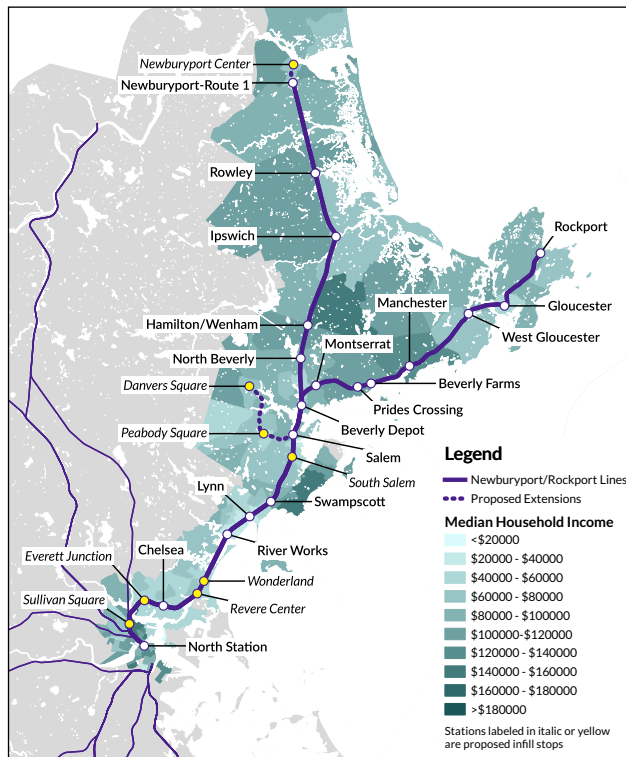 Newburyport Center
Newburyport-Route 1
Rowley
Ipswich
Rockport
Manchester
Gloucester
Hamilton/Wenham
West Gloucester
Montserrat
North Beverly
Danvers Square
Beverly Farms
Prides Crossing
Beverly Depot
Peabody Square
Salem
South Salem
Lynn
Swampscott
Everett Junction
Chelsea
River Works
Wonderland
Sullivan Square
Revere Center
North Station
Legend
Newburyport/Rockport Lines
Proposed Extensions
Median Household Income
<$20000
$20000 - $40000
$40000 - $60000
$60000 - $80000
$80000 - $100000
$100000-$120000
$120000 - $140000
$140000 - $160000
$160000 - $180000
>$180000
Stations labeled in italic or yellow
are proposed infill stops